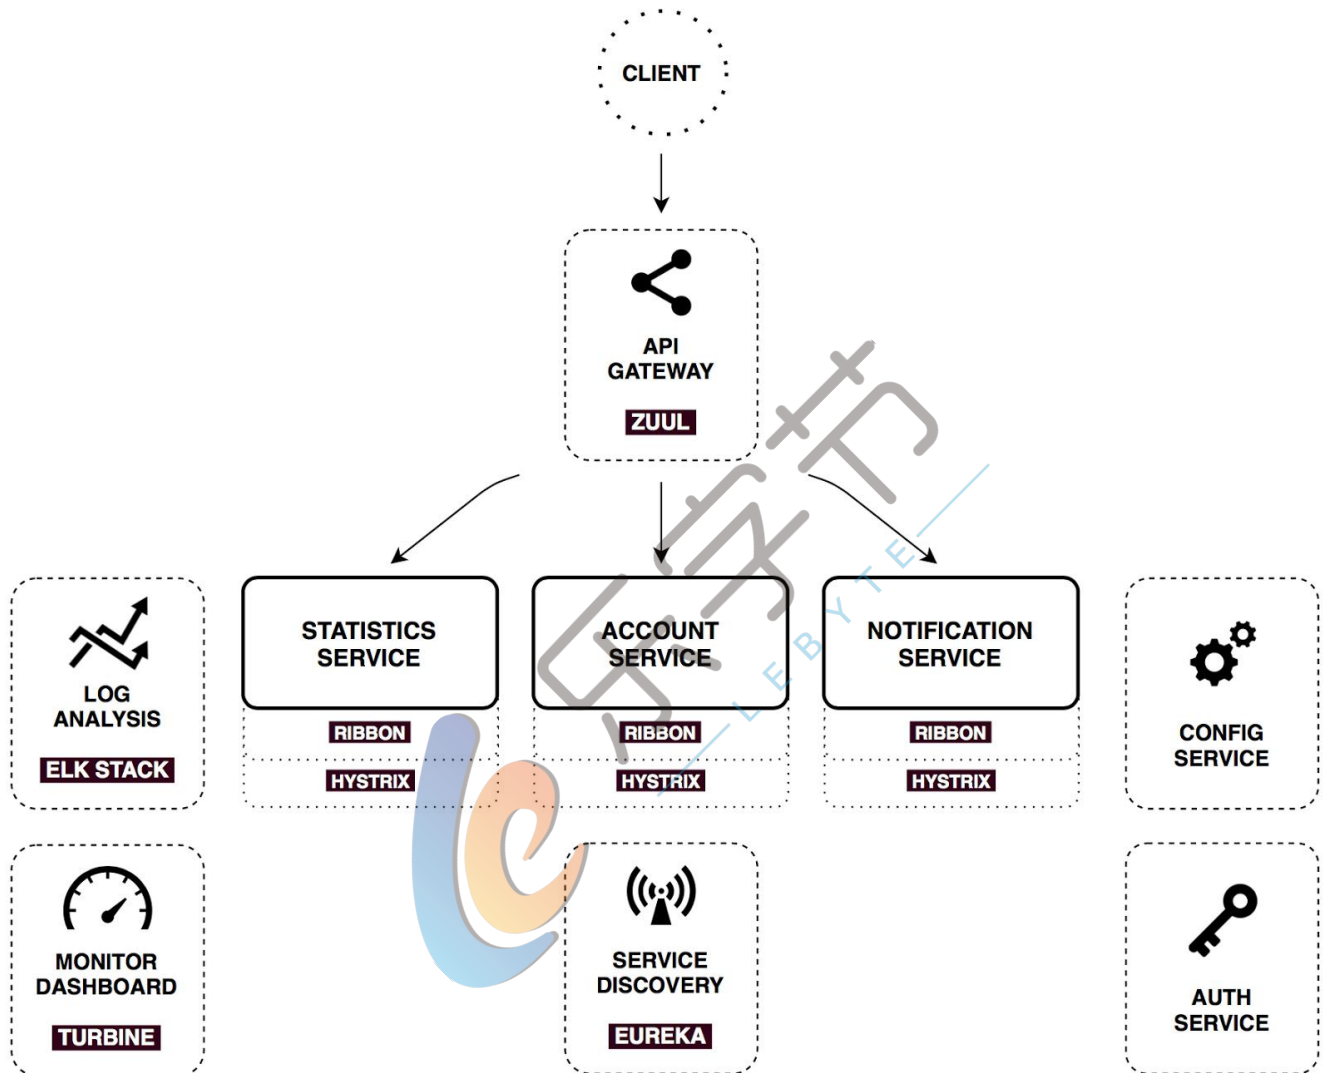 CLIENT
API
GATEWAY
ZUUL
STATISTICS
SERVICE
RIBBON
HYSTRIX
ACCOUNT
SERVICE
RIBBON
HYSTRIX
NOTIFICATION
SERVICE
RIBBON
HYSTRIX
LOG
ANALYSIS
ELK STACK
CONFIG
SERVICE
MONITOR
DASHBOARD
TURBINE
SERVICE
DISCOVERY
EUREKA
AUTH
SERVICE
乐字节
LEBYTE